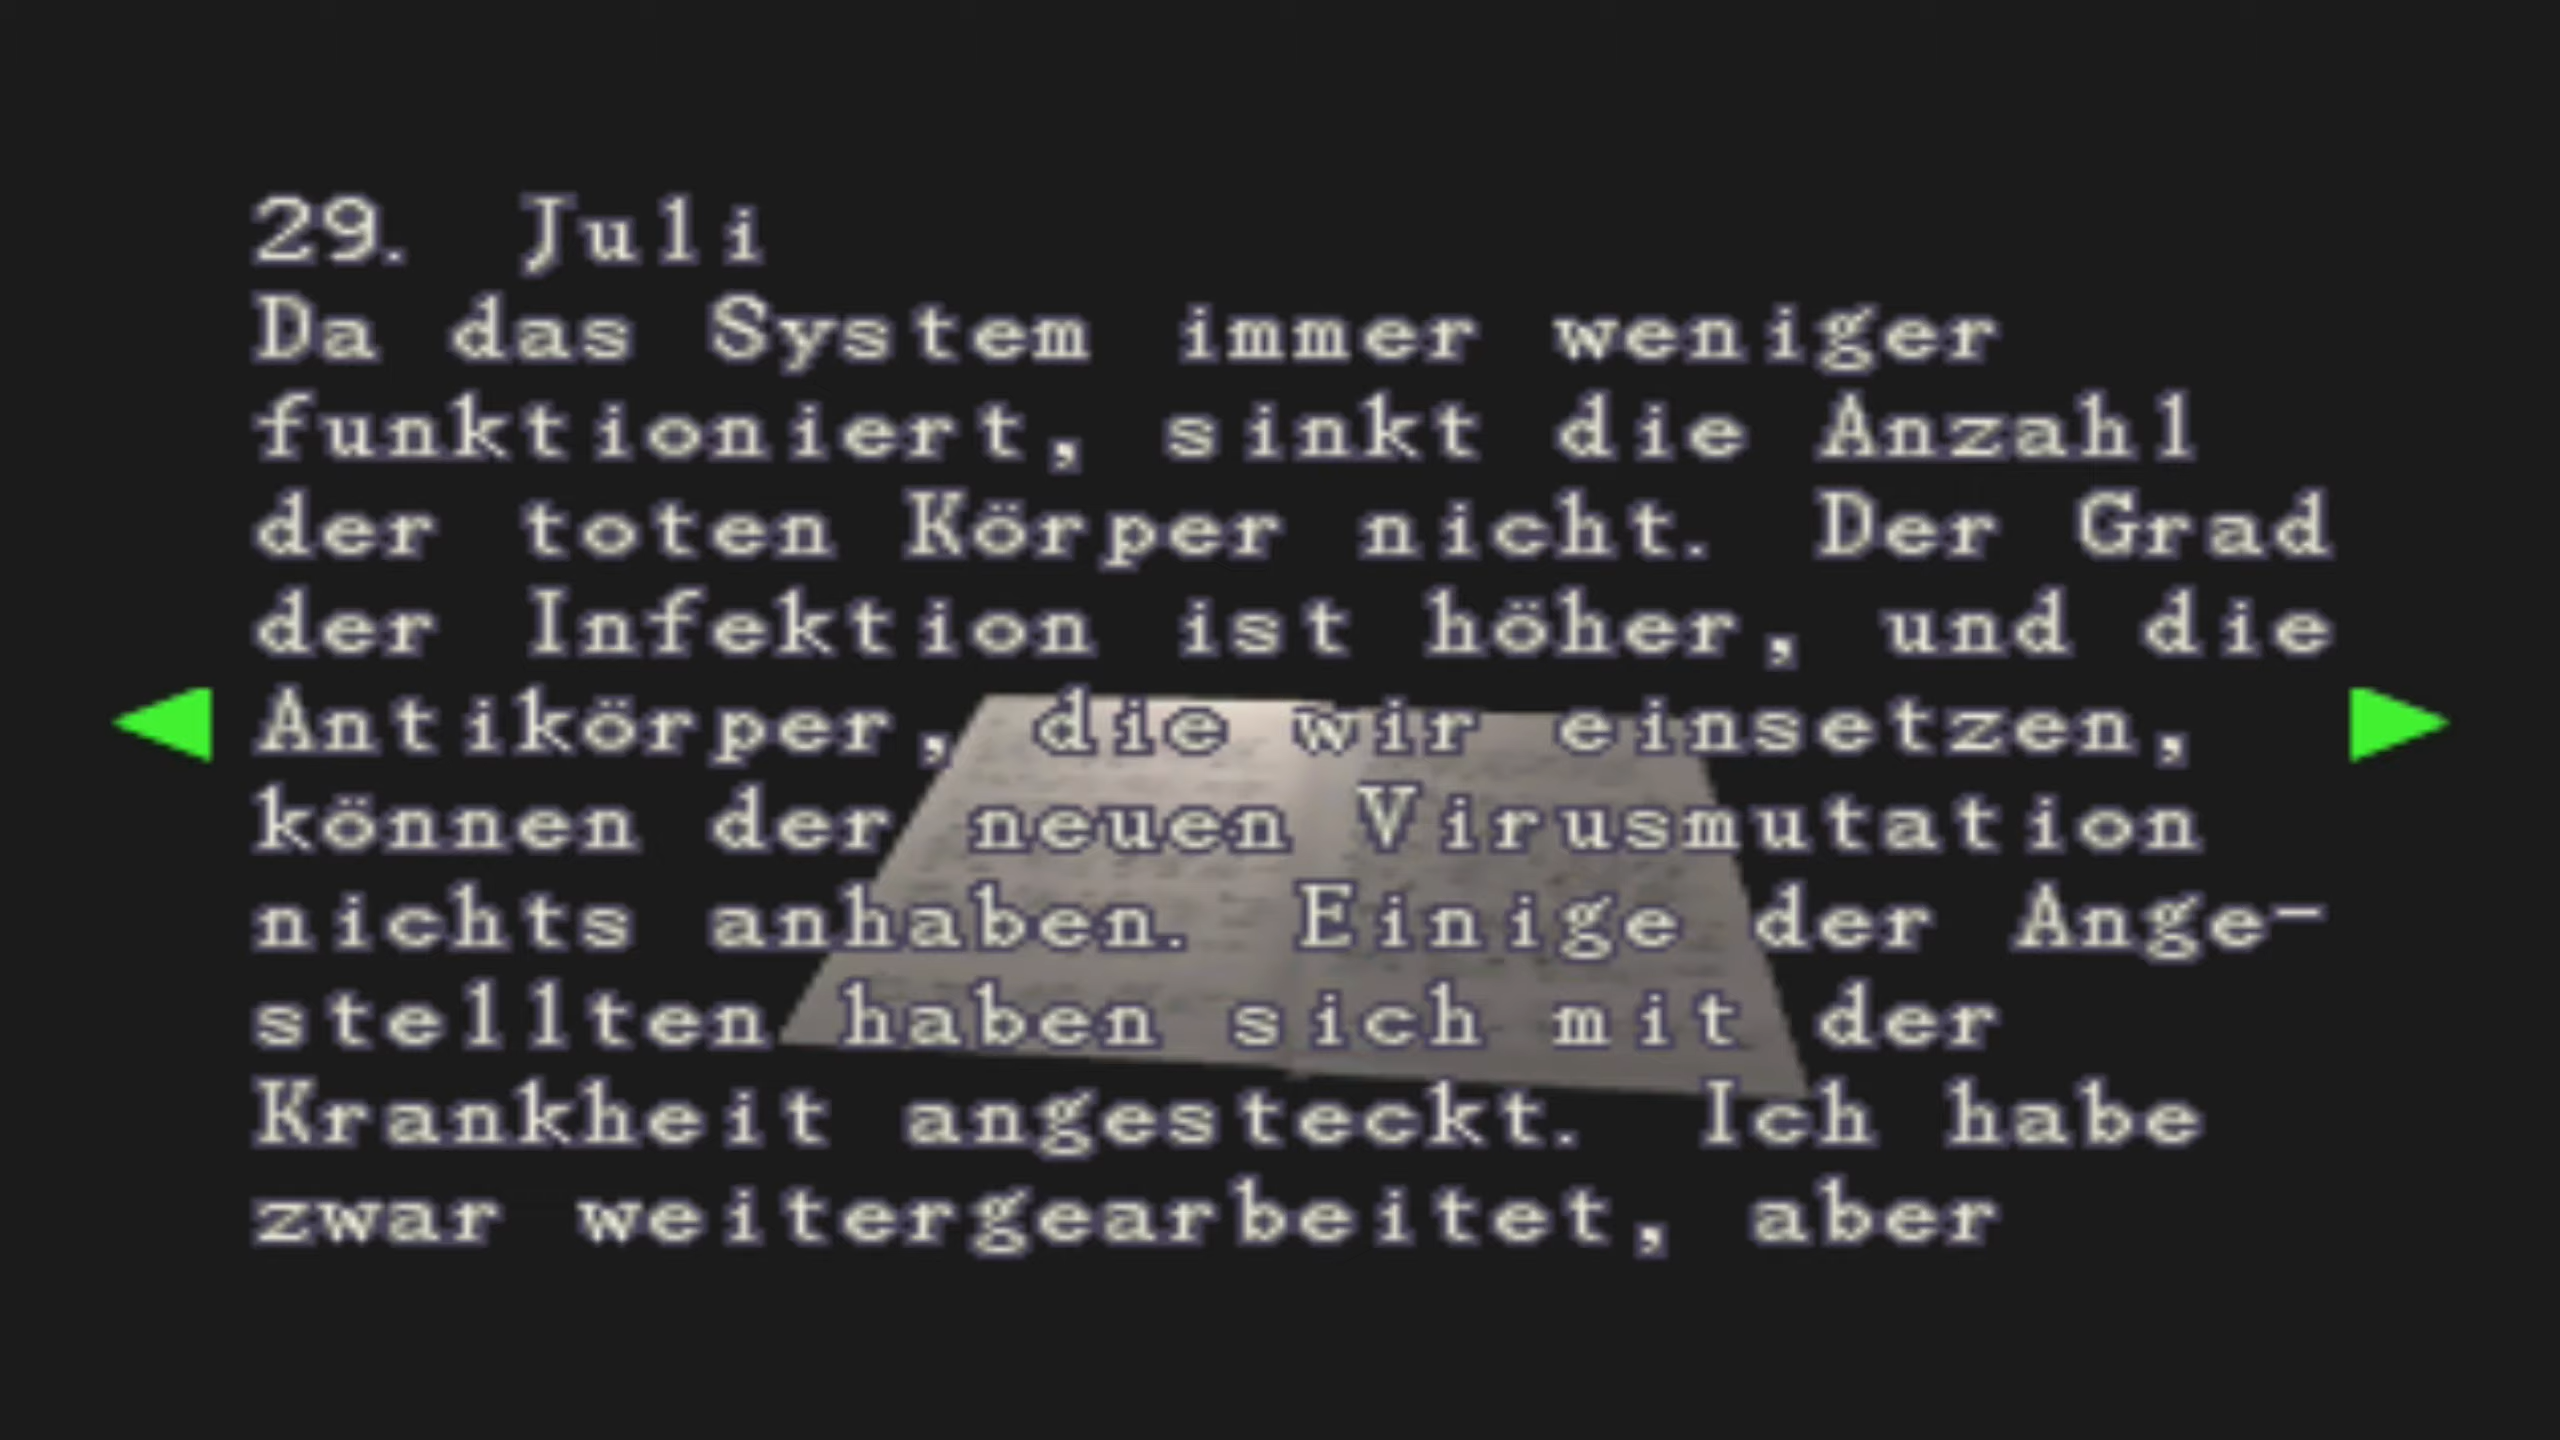 29. Juli
Da das System immer weniger
funktioniert, sinkt die Anzahl
der toten Körper nicht. Der Grad
der Infektion ist höher, und die
Antikörper, die wir einsetzen,
können der neuen Virusmutation
nichts anhaben. Einige der Ange-
stellten haben sich mit der
Krankheit angesteckt. Ich habe
zwar weitergearbeitet, aber